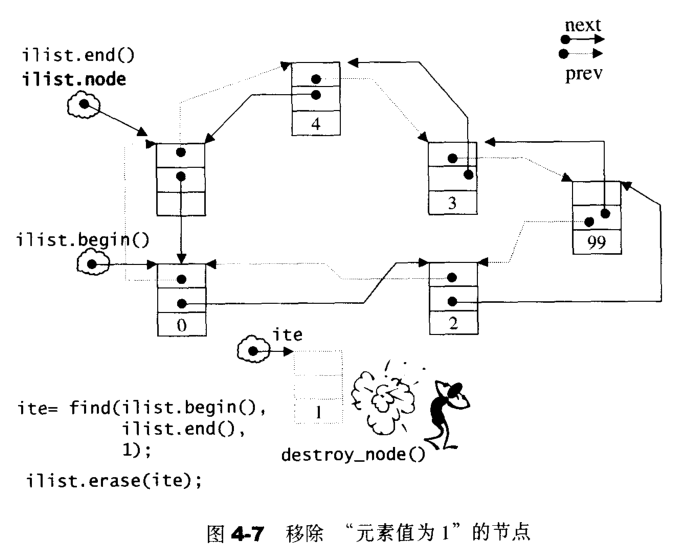 next
prev
ilist.end()
ilist.node
4
3
99
ilist.begin()
0
2
ite
1
ite= find(ilist.begin(),
ilist.end(),
1);
destroy_node()
ilist.erase(ite);
图 4-7 移除 “元素值为 1”的节点